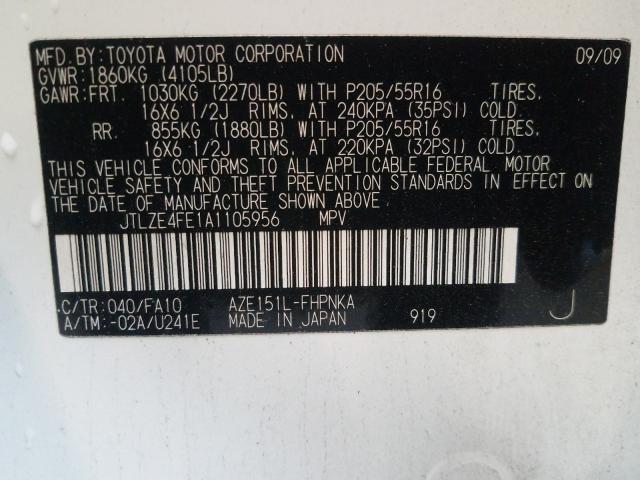 MFD.BY:TOYOTA MOTOR CORPORATION 09/09
GVWR:1860KG (4105LB)
GAWR:FRT. 1030KG (2270LB) WITH P205/55R16 TIRES,
16X6 1/2J RIMS, AT 240KPA (35PSI) COLD.
RR. 855KG (1880LB) WITH P205/55R16 TIRES,
16X6 1/2J RIMS, AT 220KPA (32PSI) COLD.
THIS VEHICLE CONFORMS TO ALL APPLICABLE FEDERAL MOTOR
VEHICLE SAFETY AND THEFT PREVENTION STANDARDS IN EFFECT ON
THE DATE OF MANUFACTURE SHOWN ABOVE.
JTLZE4FE1A1105956 MPV
C/TR:040/FA10 AZE151L-FHPNKA
A/TM:-02A/U241E MADE IN JAPAN 919 J